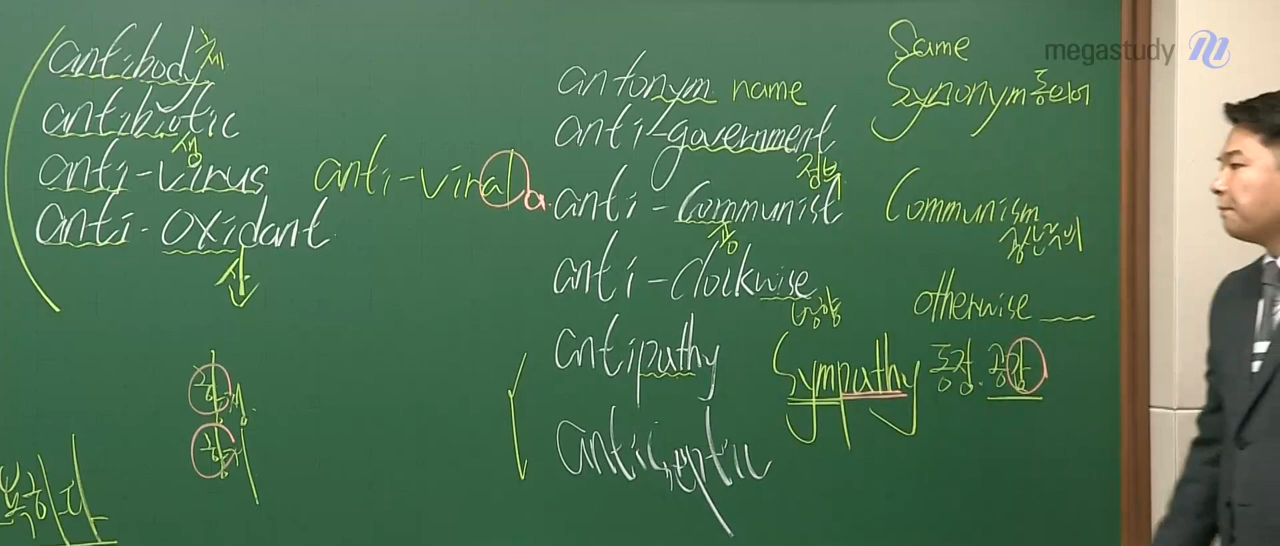 antibody 체
antibiotic
생
anti-virus
anti-oxidant
산
anti-viral a.
antonym name
anti-government
정부
anti-communist
공
anti-clockwise
방향
antipathy
antiseptic
Same
Synonym 동의어
Communism
공산주의
otherwise
Sympathy 동정. 공감
megastudy